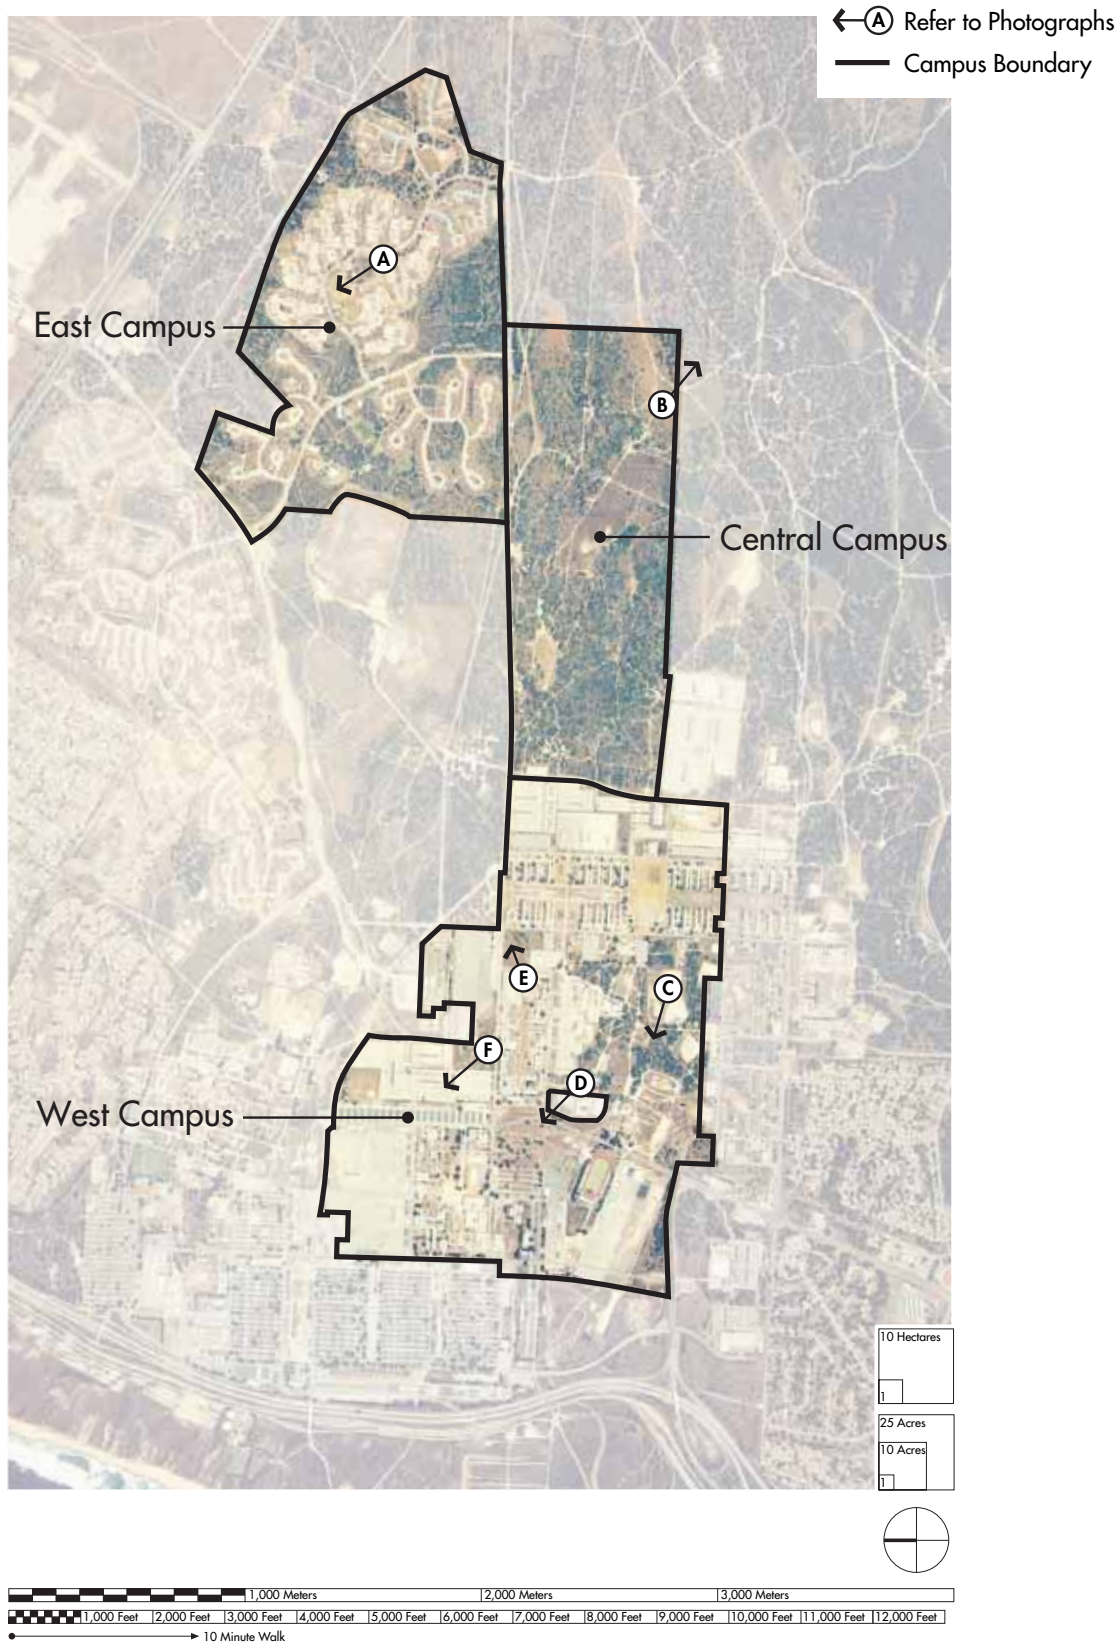 A Refer to Photographs
Campus Boundary
A
East Campus
B
Central Campus
E
C
F
D
West Campus
10 Hectares
1
25 Acres
10 Acres
1
1,000 Meters 2,000 Meters 3,000 Meters
1,000 Feet 2,000 Feet 3,000 Feet 4,000 Feet 5,000 Feet 6,000 Feet 7,000 Feet 8,000 Feet 9,000 Feet 10,000 Feet 11,000 Feet 12,000 Feet
10 Minute Walk